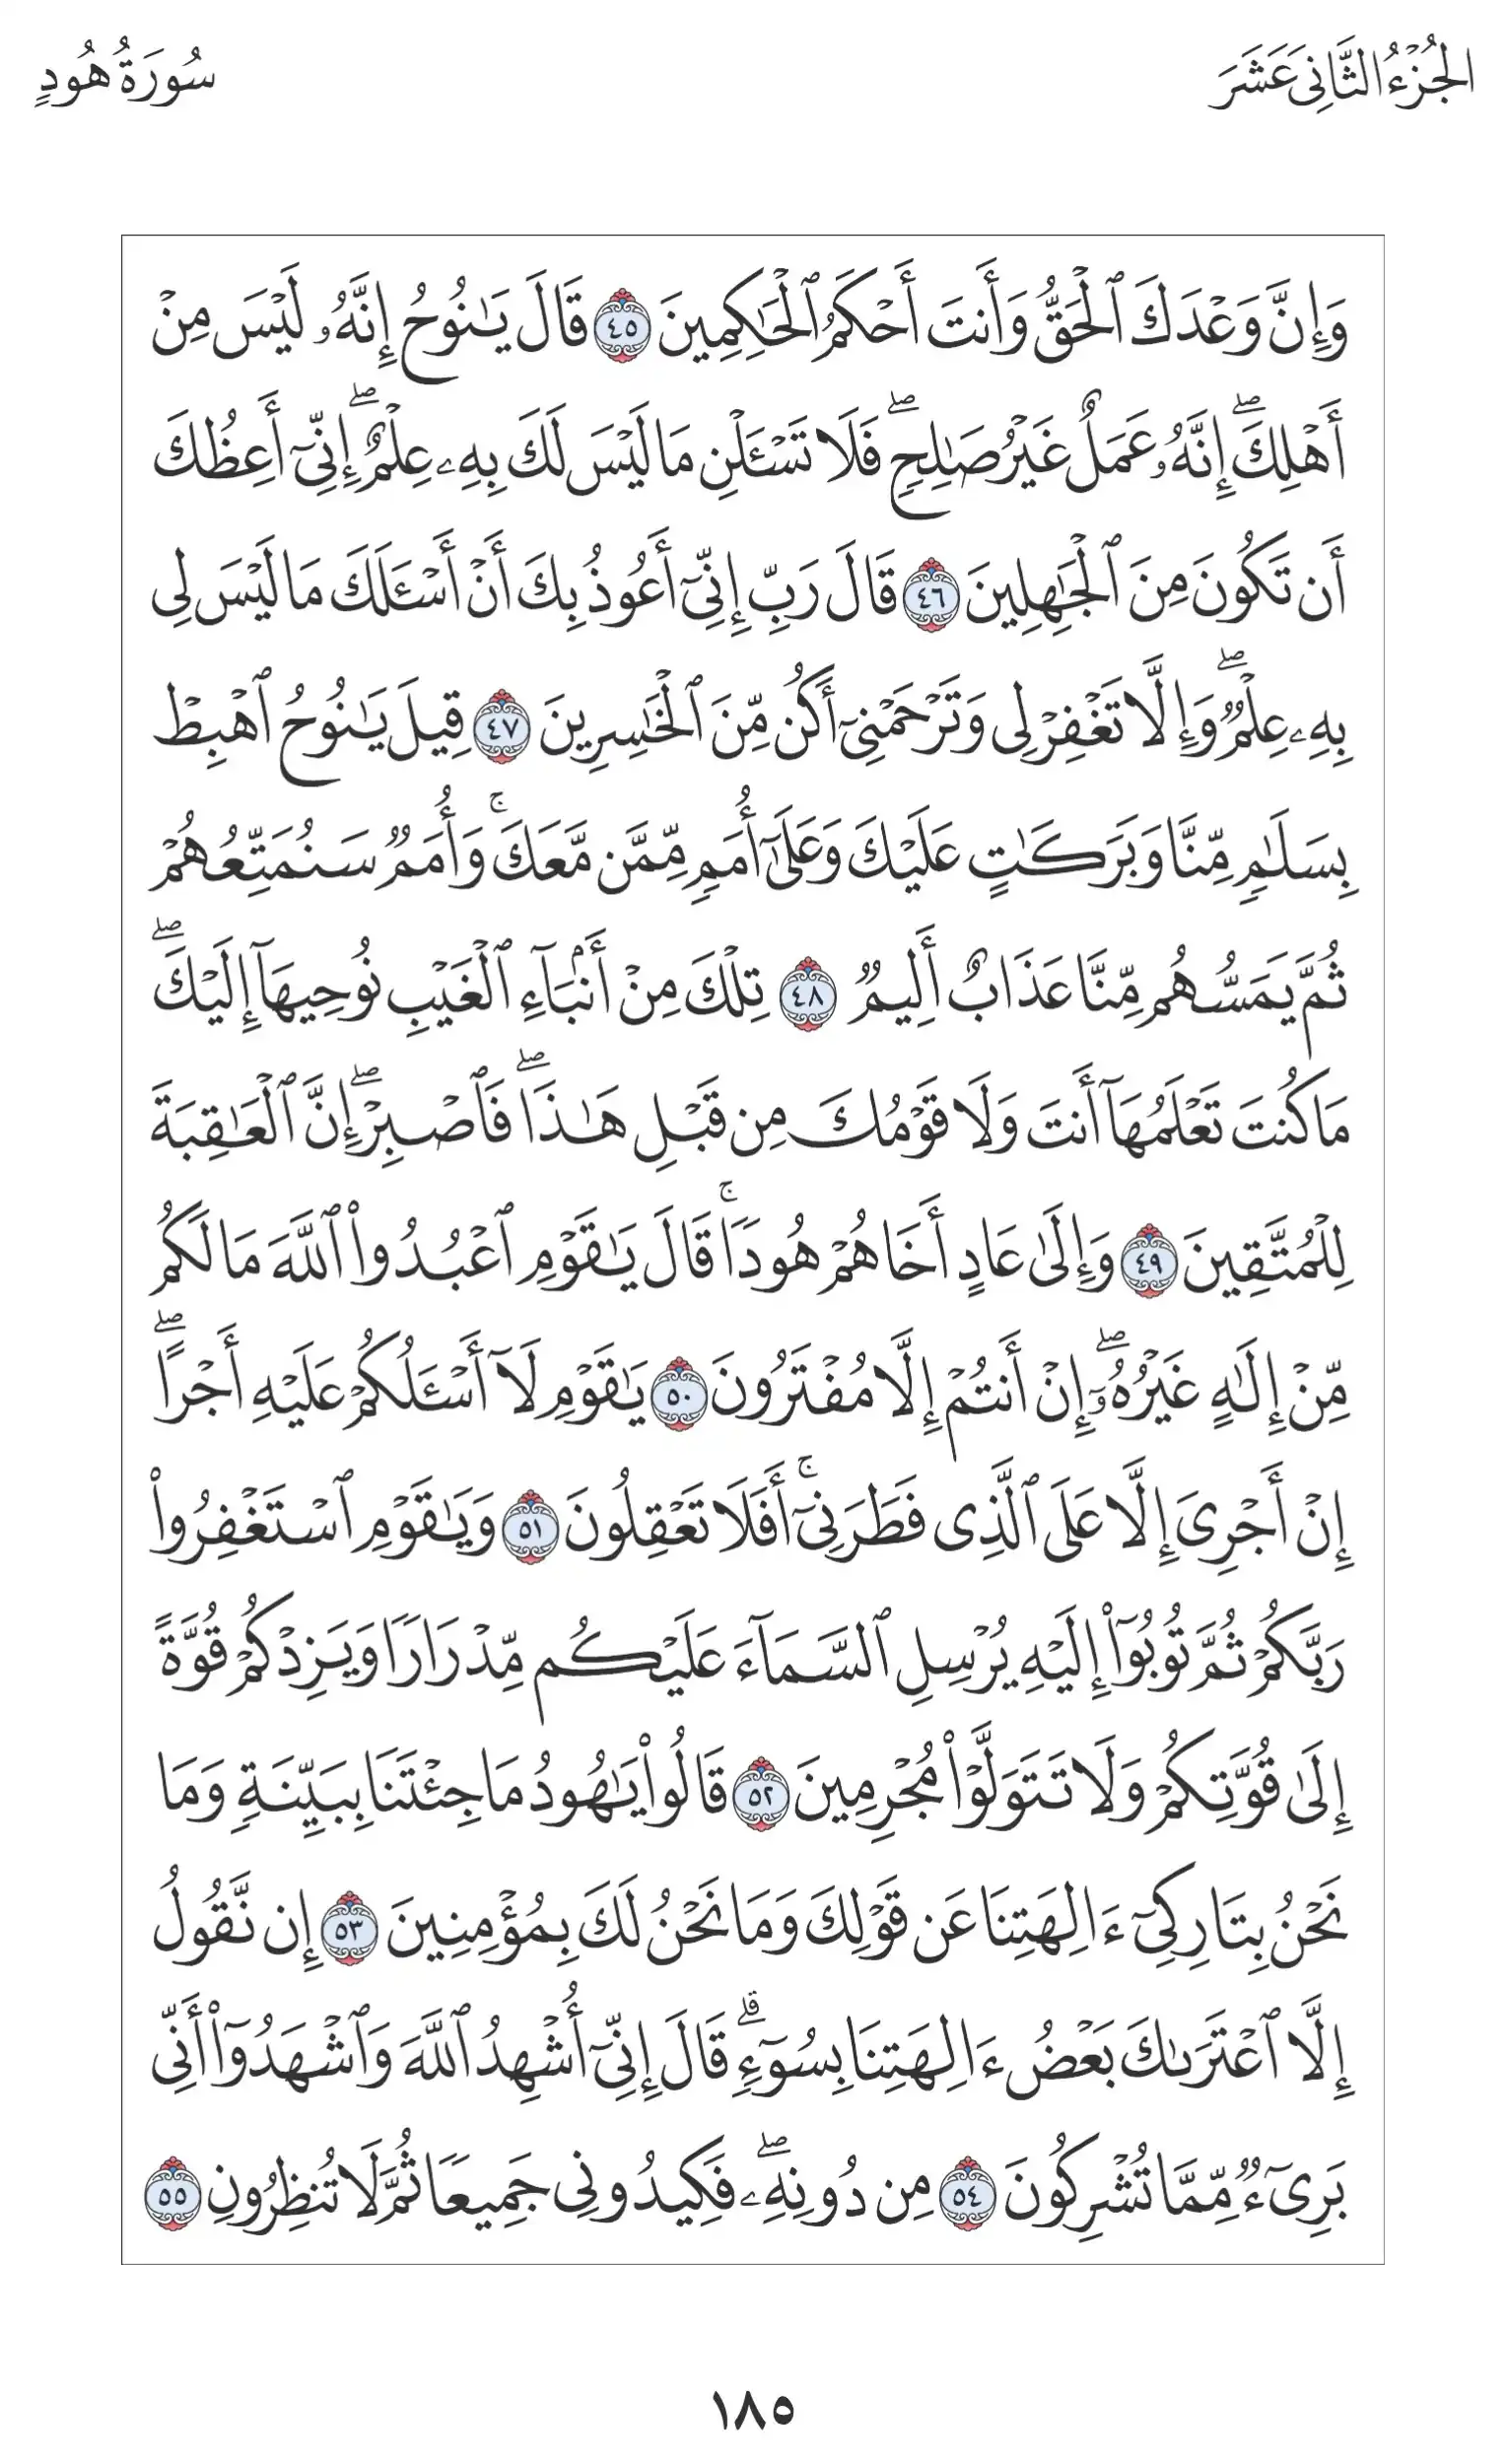 الجُزْءُ الثَّانِي عَشَرَ
سُورَةُ هُودٍ
وَإِنَّ وَعْدَكَ ٱلْحَقُّ وَأَنتَ أَحْكَمُ ٱلْحَٰكِمِينَ ٤٥ قَالَ يَٰنُوحُ إِنَّهُۥ لَيْسَ مِنْ
أَهْلِكَۖ إِنَّهُۥ عَمَلٌ غَيْرُ صَٰلِحٖۖ فَلَا تَسْـَٔلْنِ مَا لَيْسَ لَكَ بِهِۦ عِلْمٌۖ إِنِّيٓ أَعِظُكَ
أَن تَكُونَ مِنَ ٱلْجَٰهِلِينَ ٤٦ قَالَ رَبِّ إِنِّيٓ أَعُوذُ بِكَ أَنْ أَسْـَٔلَكَ مَا لَيْسَ لِي
بِهِۦ عِلْمٌۖ وَإِلَّا تَغْفِرْ لِي وَتَرْحَمْنِيٓ أَكُن مِّنَ ٱلْخَٰسِرِينَ ٤٧ قِيلَ يَٰنُوحُ ٱهْبِطْ
بِسَلَٰمٍ مِّنَّا وَبَرَكَٰتٍ عَلَيْكَ وَعَلَىٰٓ أُمَمٍ مِّمَّن مَّعَكَۚ وَأُمَمٌ سَنُمَتِّعُهُمْ
ثُمَّ يَمَسُّهُم مِّنَّا عَذَابٌ أَلِيمٌ ٤٨ تِلْكَ مِنْ أَنۢبَآءِ ٱلْغَيْبِ نُوحِيهَآ إِلَيْكَۖ
مَا كُنتَ تَعْلَمُهَآ أَنتَ وَلَا قَوْمُكَ مِن قَبْلِ هَٰذَاۖ فَٱصْبِرْۖ إِنَّ ٱلْعَٰقِبَةَ
لِلْمُتَّقِينَ ٤٩ وَإِلَىٰ عَادٍ أَخَاهُمْ هُودًاۚ قَالَ يَٰقَوْمِ ٱعْبُدُوا۟ ٱللَّهَ مَا لَكُم
مِّنْ إِلَٰهٍ غَيْرُهُۥٓۖ إِنْ أَنتُمْ إِلَّا مُفْتَرُونَ ٥٠ يَٰقَوْمِ لَآ أَسْـَٔلُكُمْ عَلَيْهِ أَجْرًاۖ
إِنْ أَجْرِيَ إِلَّا عَلَى ٱلَّذِي فَطَرَنِيٓۚ أَفَلَا تَعْقِلُونَ ٥١ وَيَٰقَوْمِ ٱسْتَغْفِرُوا۟
رَبَّكُمْ ثُمَّ تُوبُوٓا۟ إِلَيْهِ يُرْسِلِ ٱلسَّمَآءَ عَلَيْكُم مِّدْرَارًا وَيَزِدْكُمْ قُوَّةً
إِلَىٰ قُوَّتِكُمْ وَلَا تَتَوَلَّوْا۟ مُجْرِمِينَ ٥٢ قَالُوا۟ يَٰهُودُ مَا جِئْتَنَا بِبَيِّنَةٍ وَمَا
نَحْنُ بِتَارِكِيٓ ءَالِهَتِنَا عَن قَوْلِكَ وَمَا نَحْنُ لَكَ بِمُؤْمِنِينَ ٥٣ إِن نَّقُولُ
إِلَّا ٱعْتَرَىٰكَ بَعْضُ ءَالِهَتِنَا بِسُوٓءٍۗ قَالَ إِنِّيٓ أُشْهِدُ ٱللَّهَ وَٱشْهَدُوٓا۟ أَنِّي
بَرِيٓءٌ مِّمَّا تُشْرِكُونَ ٥٤ مِن دُونِهِۦۖ فَكِيدُونِي جَمِيعًا ثُمَّ لَا تُنظِرُونِ ٥٥
١٨٥